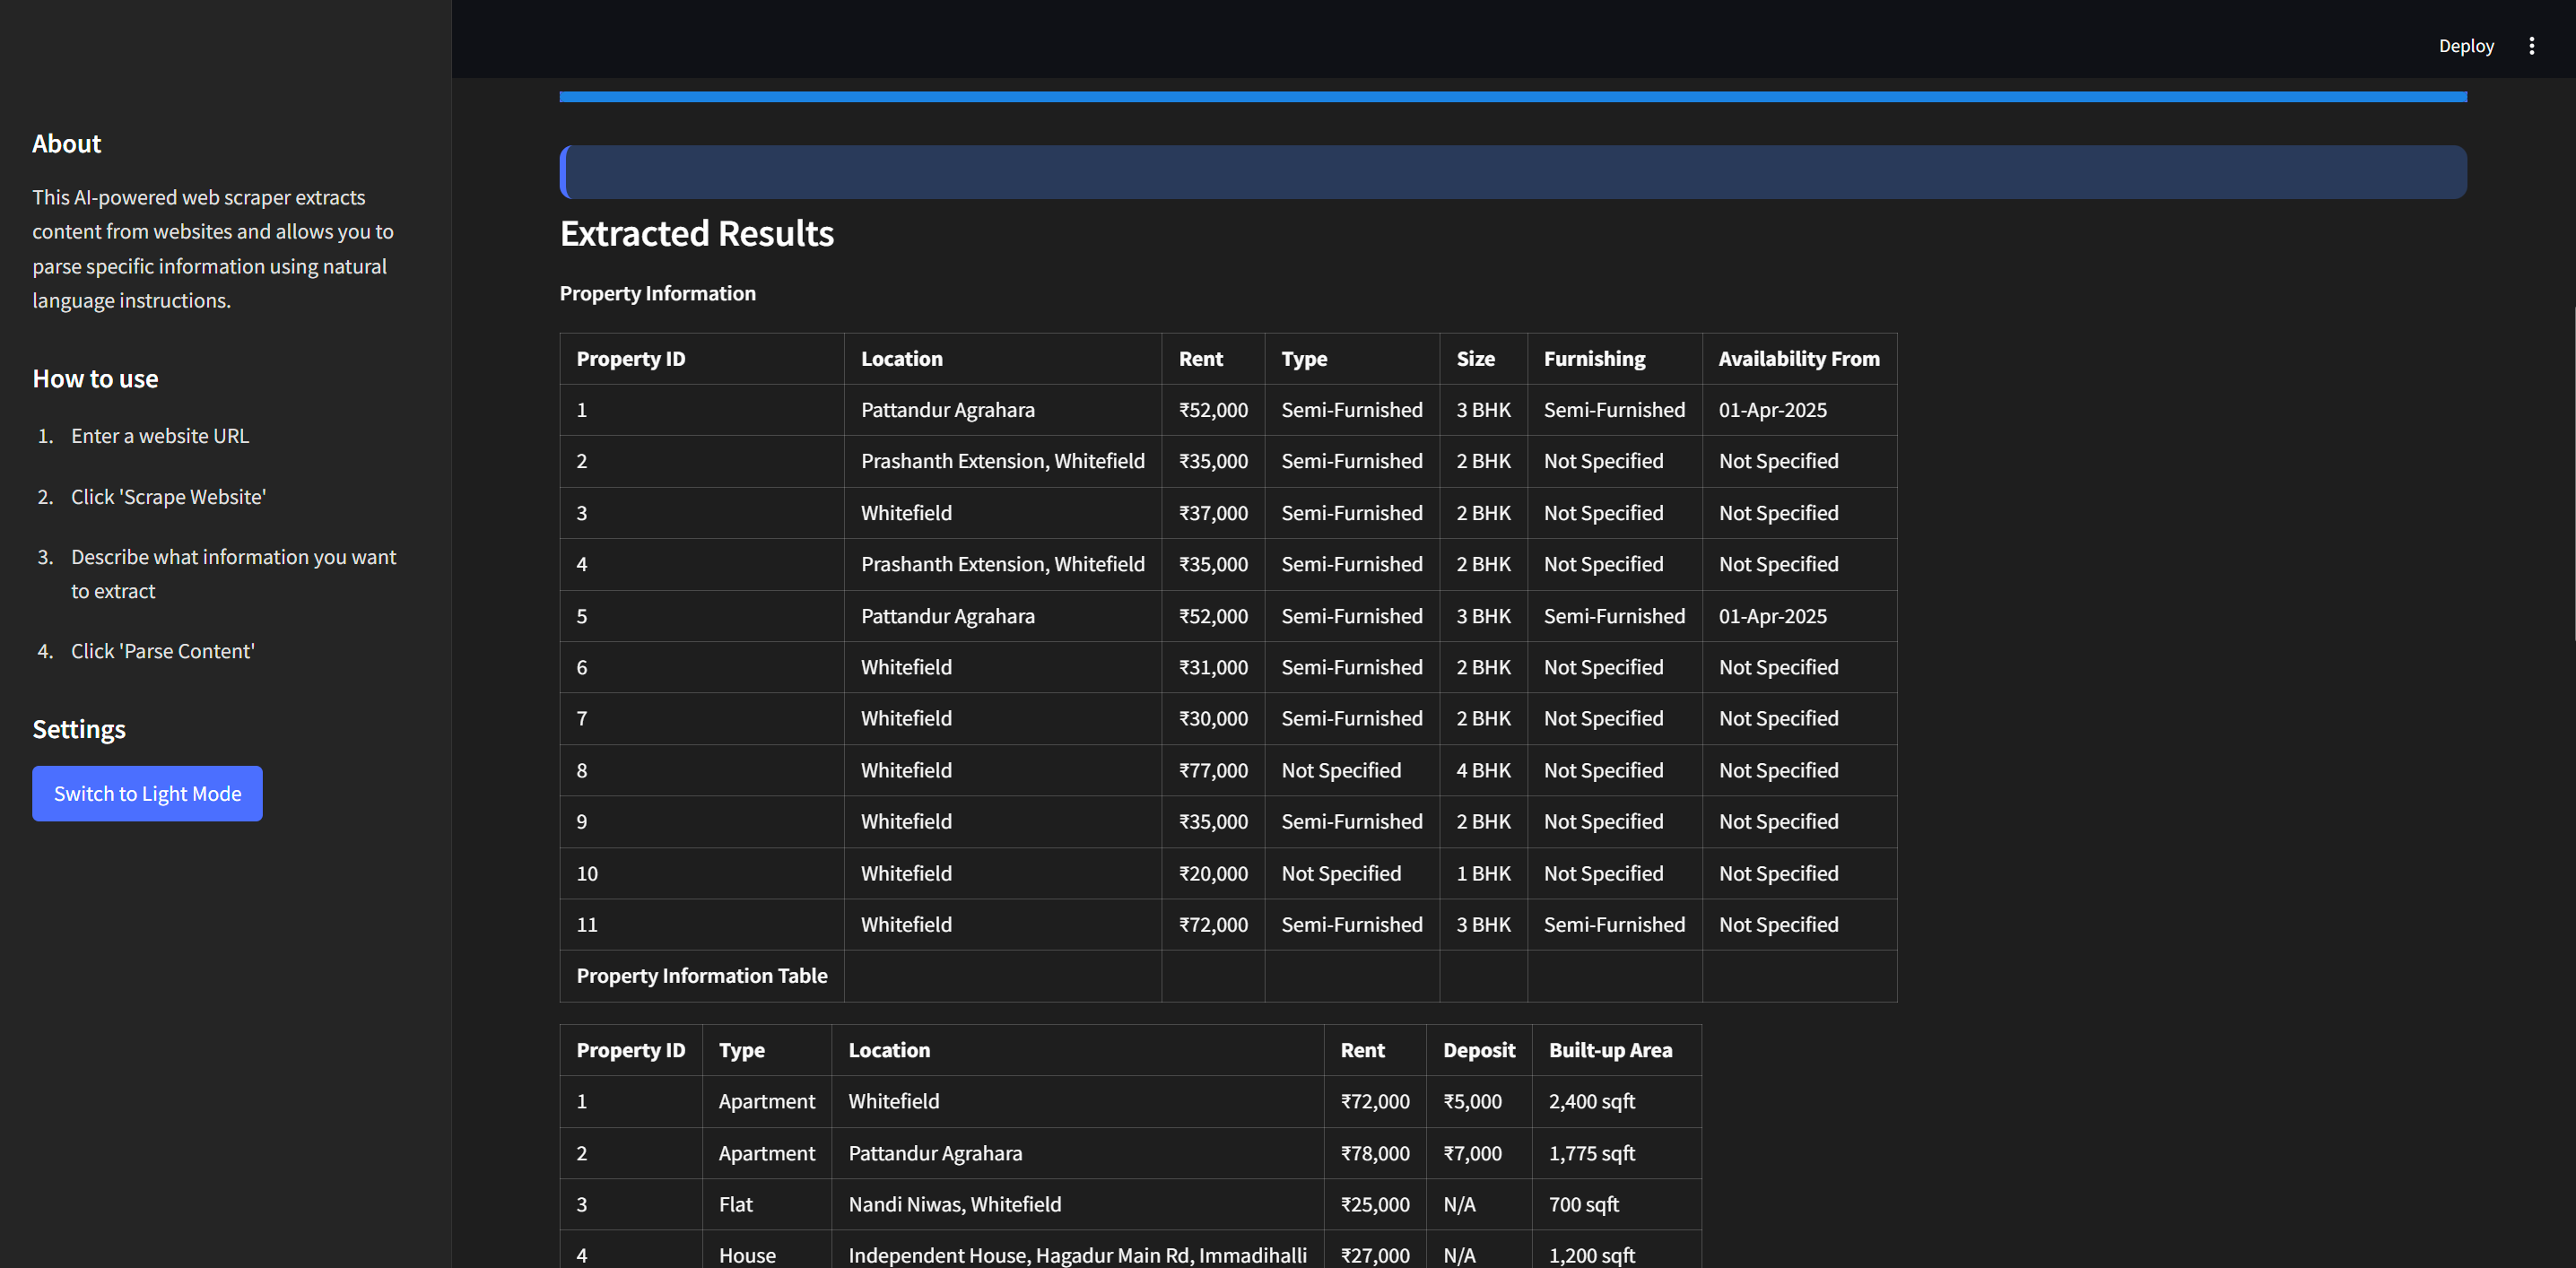 Deploy
About
This AI-powered web scraper extracts
content from websites and allows you to
parse specific information using natural
language instructions.
How to use
1. Enter a website URL
2. Click 'Scrape Website'
3. Describe what information you want
to extract
4. Click 'Parse Content'
Settings
Switch to Light Mode
Extracted Results
Property Information
Property ID Location Rent Type Size Furnishing Availability From
1 Pattandur Agrahara ₹52,000 Semi-Furnished 3 BHK Semi-Furnished 01-Apr-2025
2 Prashanth Extension, Whitefield ₹35,000 Semi-Furnished 2 BHK Not Specified Not Specified
3 Whitefield ₹37,000 Semi-Furnished 2 BHK Not Specified Not Specified
4 Prashanth Extension, Whitefield ₹35,000 Semi-Furnished 2 BHK Not Specified Not Specified
5 Pattandur Agrahara ₹52,000 Semi-Furnished 3 BHK Semi-Furnished 01-Apr-2025
6 Whitefield ₹31,000 Semi-Furnished 2 BHK Not Specified Not Specified
7 Whitefield ₹30,000 Semi-Furnished 2 BHK Not Specified Not Specified
8 Whitefield ₹77,000 Not Specified 4 BHK Not Specified Not Specified
9 Whitefield ₹35,000 Semi-Furnished 2 BHK Not Specified Not Specified
10 Whitefield ₹20,000 Not Specified 1 BHK Not Specified Not Specified
11 Whitefield ₹72,000 Semi-Furnished 3 BHK Semi-Furnished Not Specified
Property Information Table
Property ID Type Location Rent Deposit Built-up Area
1 Apartment Whitefield ₹72,000 ₹5,000 2,400 sqft
2 Apartment Pattandur Agrahara ₹78,000 ₹7,000 1,775 sqft
3 Flat Nandi Niwas, Whitefield ₹25,000 N/A 700 sqft
4 House Independent House, Hagadur Main Rd, Immadihalli ₹27,000 N/A 1,200 sqft